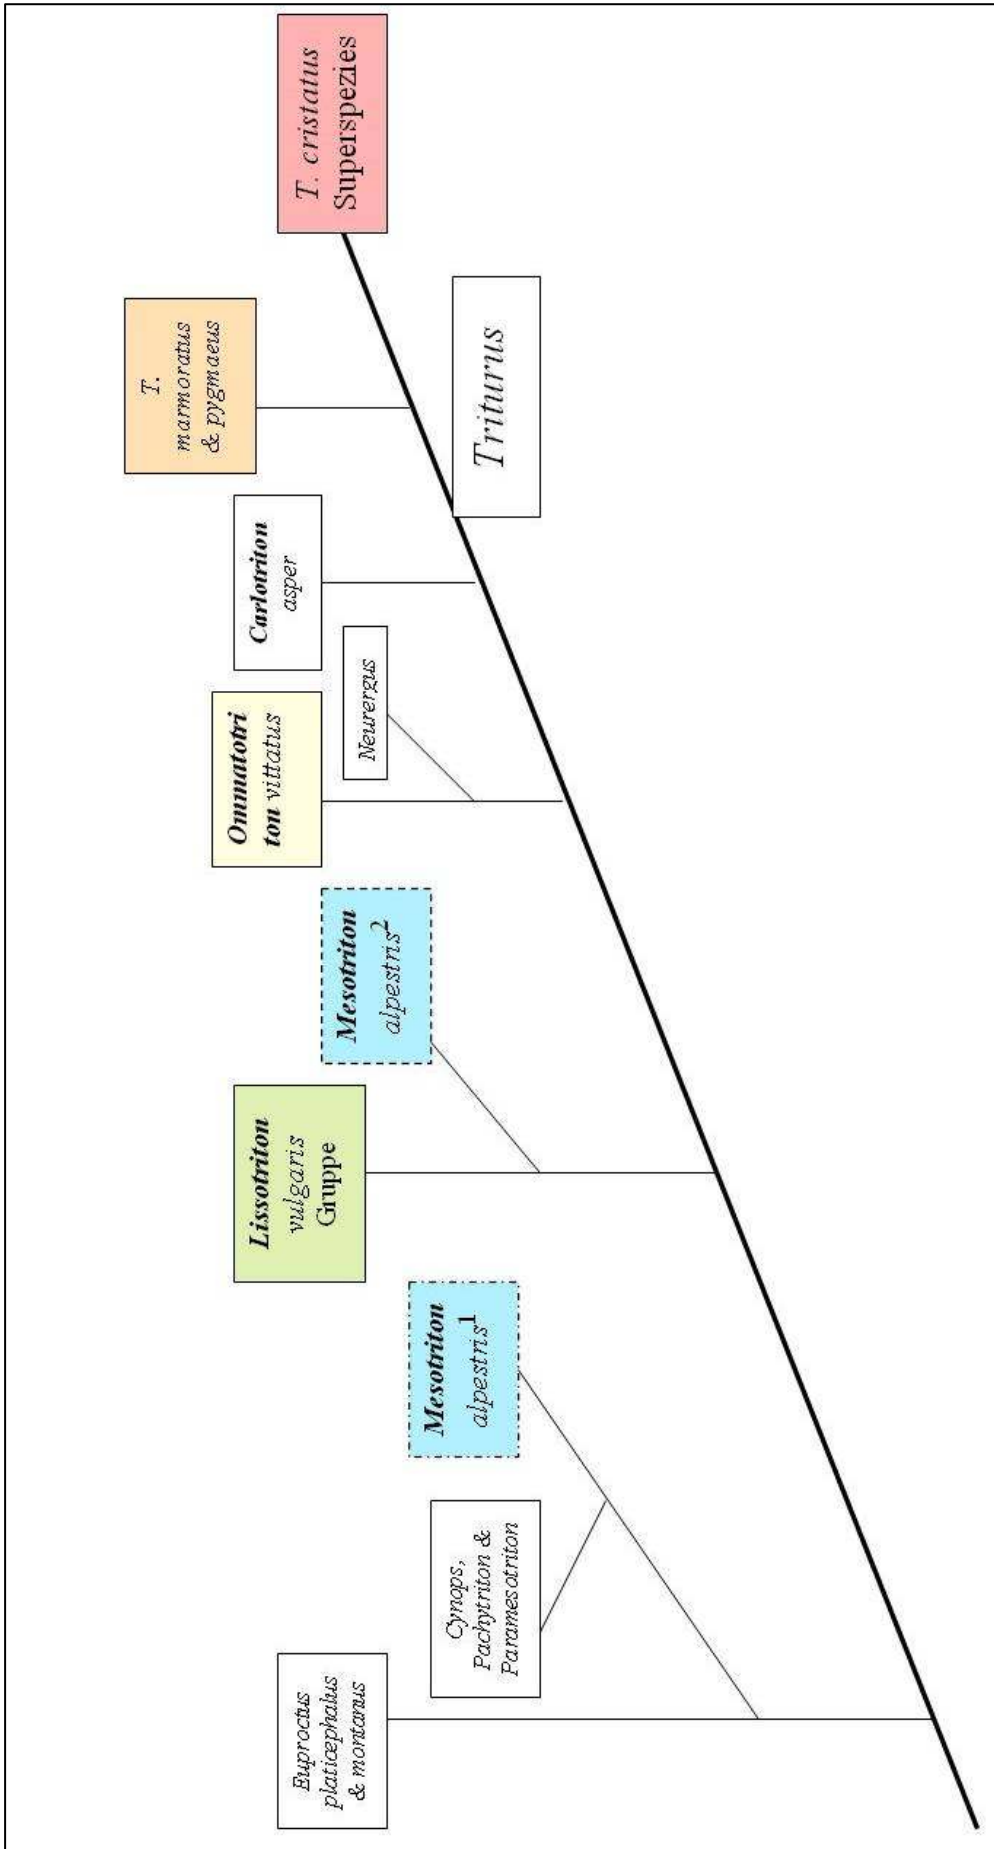 Euproctus
platicephalus
& montanus
Cynops,
Pachytriton &
Paramesotriton
Mesotriton
alpestris1
Lissotriton
vulgaris
Gruppe
Mesotriton
alpestris2
Ommatotri
ton vittatus
Neurergus
Carlotriton
asper
T.
marmoratus
& pygmaeus
Triturus
T. cristatus
Superspezies